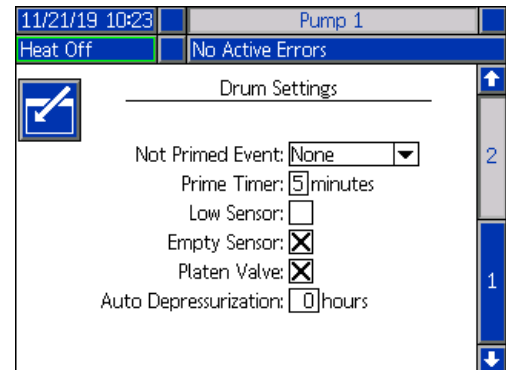 11/21/19 10:23 Pump 1
Heat Off No Active Errors
Drum Settings
Not Primed Event: None
2
Prime Timer: 5 minutes
Low Sensor:
Empty Sensor:
Platen Valve:
1
Auto Depressurization: 0 hours